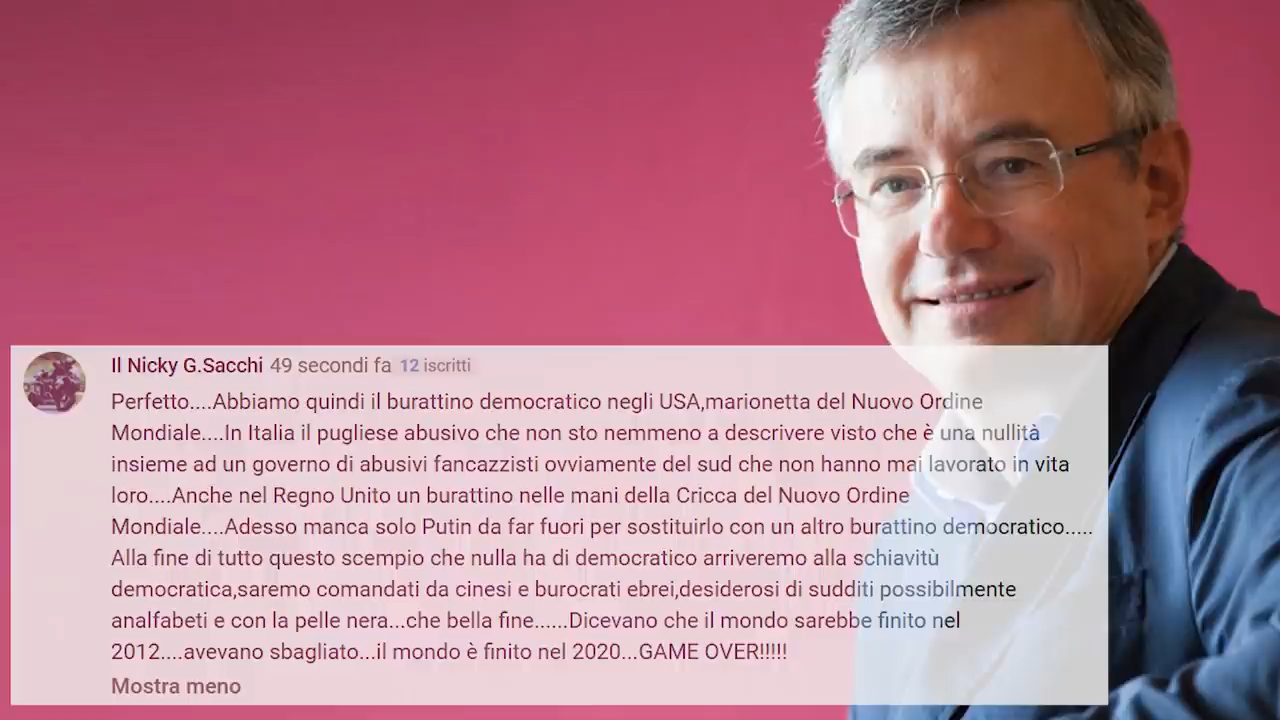 Il Nicky G.Sacchi 49 secondi fa 12 iscritti
Perfetto....Abbiamo quindi il burattino democratico negli USA,marionetta del Nuovo Ordine
Mondiale....In Italia il pugliese abusivo che non sto nemmeno a descrivere visto che è una nullità
insieme ad un governo di abusivi fancazzisti ovviamente del sud che non hanno mai lavorato in vita
loro....Anche nel Regno Unito un burattino nelle mani della Cricca del Nuovo Ordine
Mondiale....Adesso manca solo Putin da far fuori per sostituirlo con un altro burattino democratico.....
Alla fine di tutto questo scempio che nulla ha di democratico arriveremo alla schiavitù
democratica,saremo comandati da cinesi e burocrati ebrei,desiderosi di sudditi possibilmente
analfabeti e con la pelle nera...che bella fine......Dicevano che il mondo sarebbe finito nel
2012....avevano sbagliato...il mondo è finito nel 2020...GAME OVER!!!!!
Mostra meno